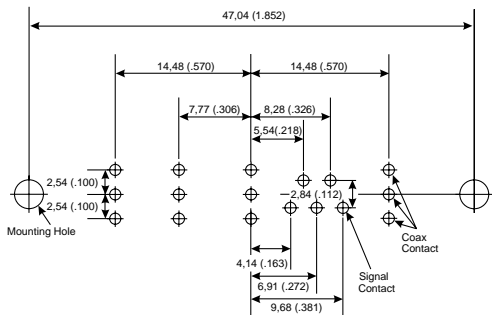 47,04 (1.852)
14,48 (.570)
14,48 (.570)
7,77 (.306)
8,28 (.326)
5,54(.218)
2,54 (.100)
2,84 (.112)
2,54 (.100)
Mounting Hole
Coax
Contact
4,14 (.163)
Signal
Contact
6,91 (.272)
9,68 (.381)